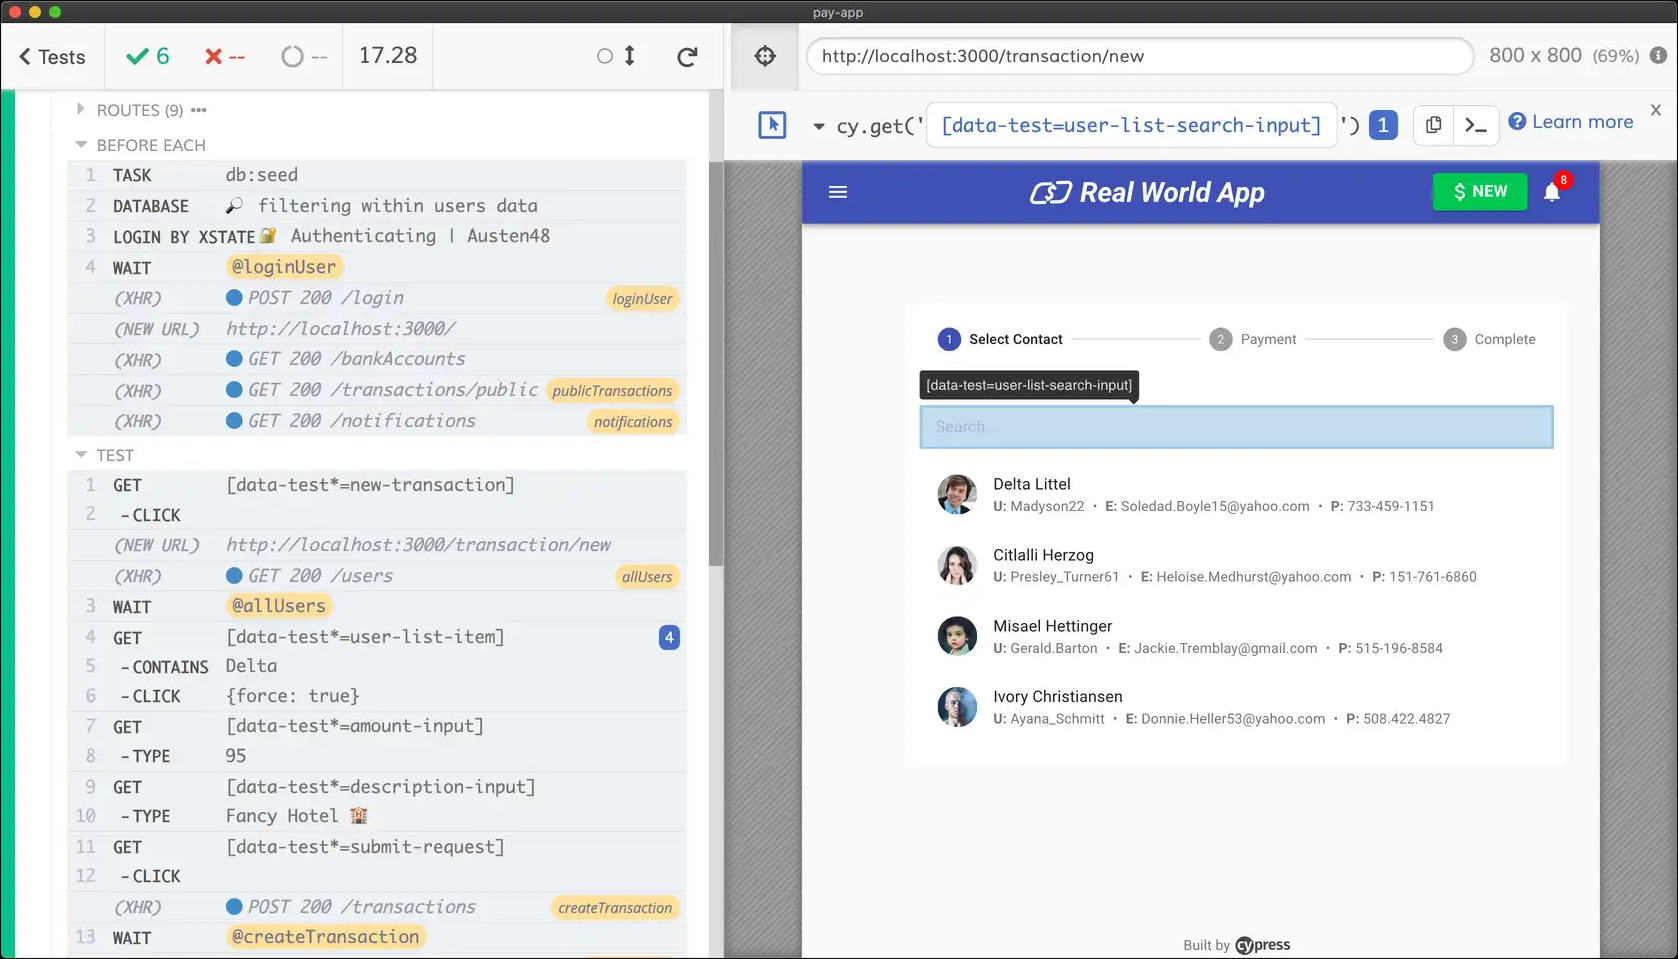 pay-app
Tests
6
--
--
17.28
ROUTES (9) •••
BEFORE EACH
1 TASK db:seed
2 DATABASE 🔎 filtering within users data
3 LOGIN BY XSTATE 🔐 Authenticating | Austen48
4 WAIT @loginUser
(XHR) POST 200 /login loginUser
(NEW URL) http://localhost:3000/
(XHR) GET 200 /bankAccounts
(XHR) GET 200 /transactions/public publicTransactions
(XHR) GET 200 /notifications notifications
TEST
1 GET [data-test*=new-transaction]
2 -CLICK
(NEW URL) http://localhost:3000/transaction/new
(XHR) GET 200 /users allUsers
3 WAIT @allUsers
4 GET [data-test*=user-list-item] 4
5 -CONTAINS Delta
6 -CLICK {force: true}
7 GET [data-test*=amount-input]
8 -TYPE 95
9 GET [data-test*=description-input]
10 -TYPE Fancy Hotel 🏨
11 GET [data-test*=submit-request]
12 -CLICK
(XHR) POST 200 /transactions createTransaction
13 WAIT @createTransaction
http://localhost:3000/transaction/new
800 x 800 (69%) i
cy.get('[data-test=user-list-search-input]') 1 >_ ? Learn more X
Real World App
$ NEW
8
1 Select Contact
2 Payment
3 Complete
[data-test=user-list-search-input]
Search...
Delta Littel
U: Madyson22 • E: Soledad.Boyle15@yahoo.com • P: 733-459-1151
Citlalli Herzog
U: Presley_Turner61 • E: Heloise.Medhurst@yahoo.com • P: 151-761-6860
Misael Hettinger
U: Gerald.Barton • E: Jackie.Tremblay@gmail.com • P: 515-196-8584
Ivory Christiansen
U: Ayana_Schmitt • E: Donnie.Heller53@yahoo.com • P: 508.422.4827
Built by cypress